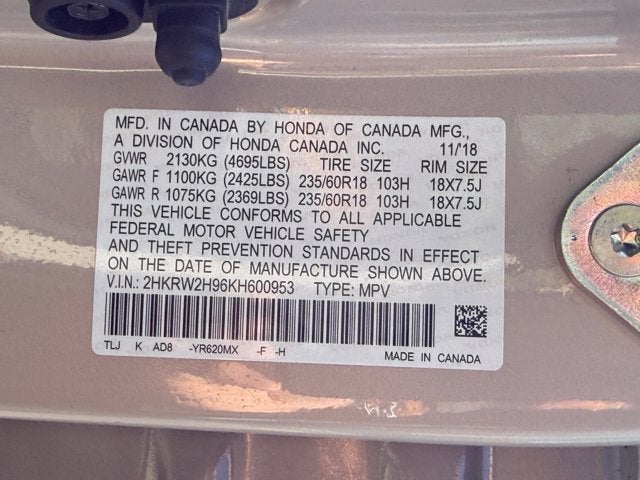 MFD. IN CANADA BY HONDA OF CANADA MFG.,
A DIVISION OF HONDA CANADA INC. 11/'18
GVWR 2130KG (4695LBS) TIRE SIZE RIM SIZE
GAWR F 1100KG (2425LBS) 235/60R18 103H 18X7.5J
GAWR R 1075KG (2369LBS) 235/60R18 103H 18X7.5J
THIS VEHICLE CONFORMS TO ALL APPLICABLE
FEDERAL MOTOR VEHICLE SAFETY
AND THEFT PREVENTION STANDARDS IN EFFECT
ON THE DATE OF MANUFACTURE SHOWN ABOVE.
V.I.N.: 2HKRW2H96KH600953 TYPE: MPV
TLJ K AD8 -YR620MX -F -H MADE IN CANADA